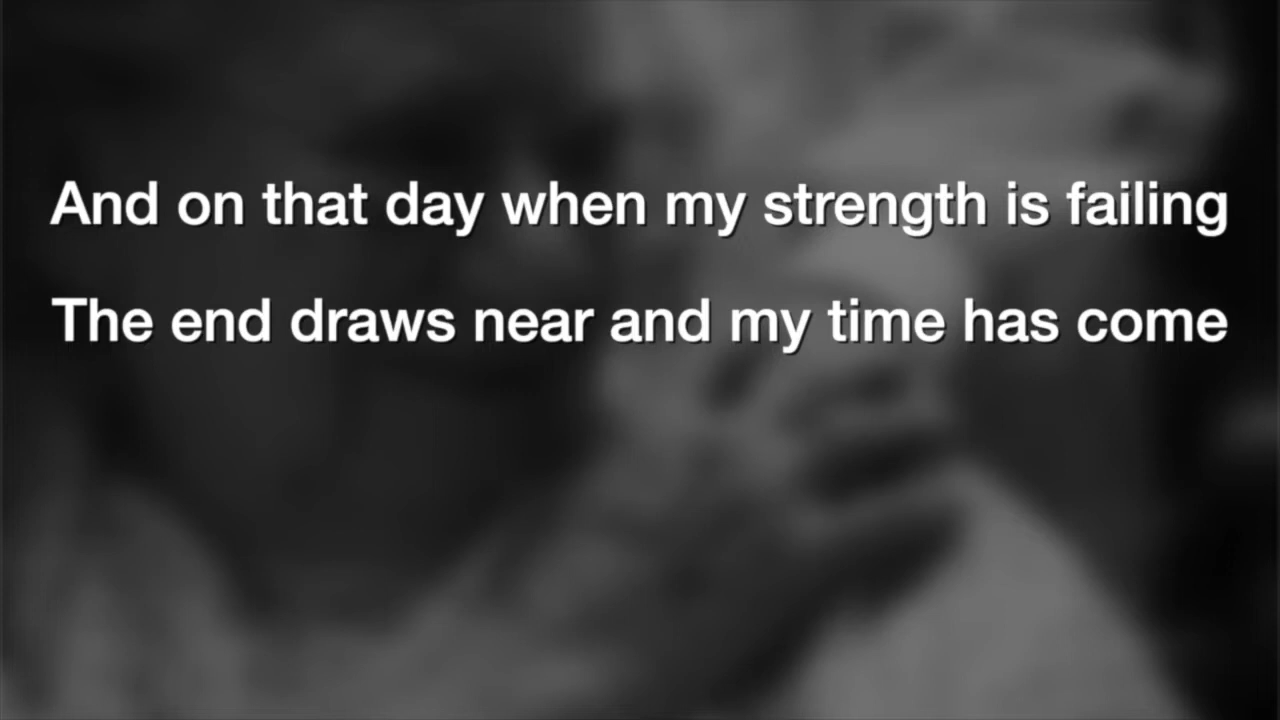 And on that day when my strength is failing
The end draws near and my time has come